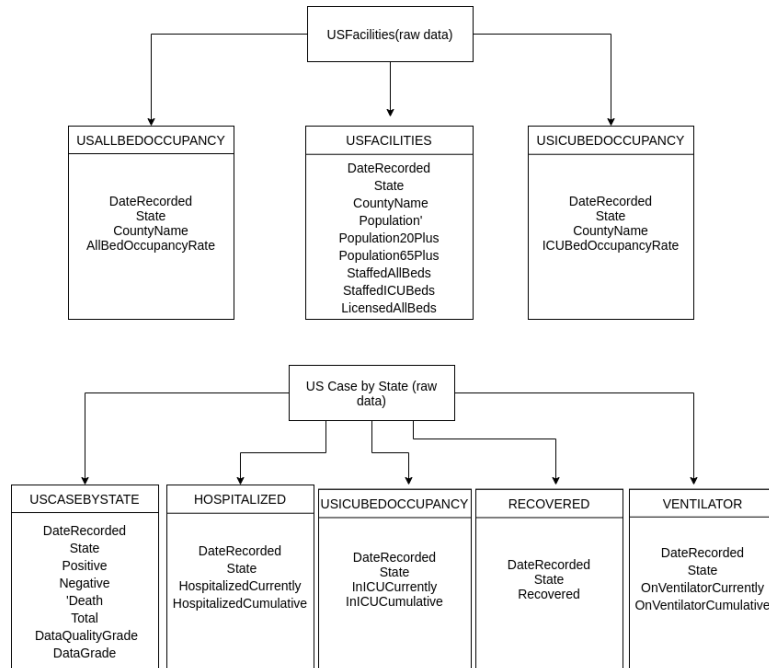 USFacilities(raw data)
USALLBEDOCCUPANCY
DateRecorded
State
CountyName
AllBedOccupancyRate
USFACILITIES
DateRecorded
State
CountyName
Population'
Population20Plus
Population65Plus
StaffedAllBeds
StaffedICUBeds
LicensedAllBeds
USICUBEDOCCUPANCY
DateRecorded
State
CountyName
ICUBedOccupancyRate
US Case by State (raw
data)
USCASEBYSTATE
DateRecorded
State
Positive
Negative
'Death
Total
DataQualityGrade
DataGrade
HOSPITALIZED
DateRecorded
State
HospitalizedCurrently
HospitalizedCumulative
USICUBEDOCCUPANCY
DateRecorded
State
InICUCurrently
InICUCumulative
RECOVERED
DateRecorded
State
Recovered
VENTILATOR
DateRecorded
State
OnVentilatorCurrently
OnVentilatorCumulative